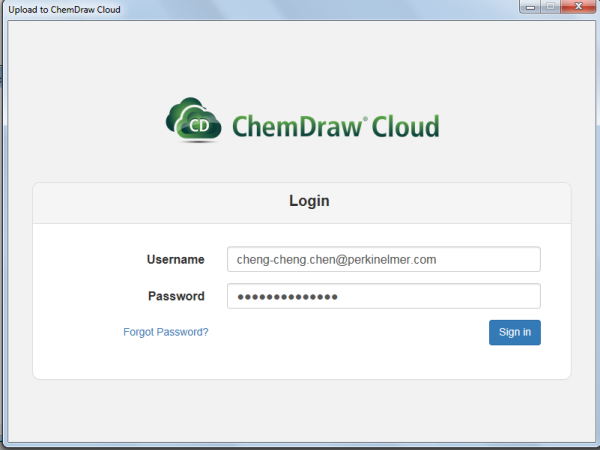 Upload to ChemDraw Cloud
CD ChemDraw® Cloud
Login
Username cheng-cheng.chen@perkinelmer.com
Password ●●●●●●●●●●●●●●
Forgot Password? Sign in